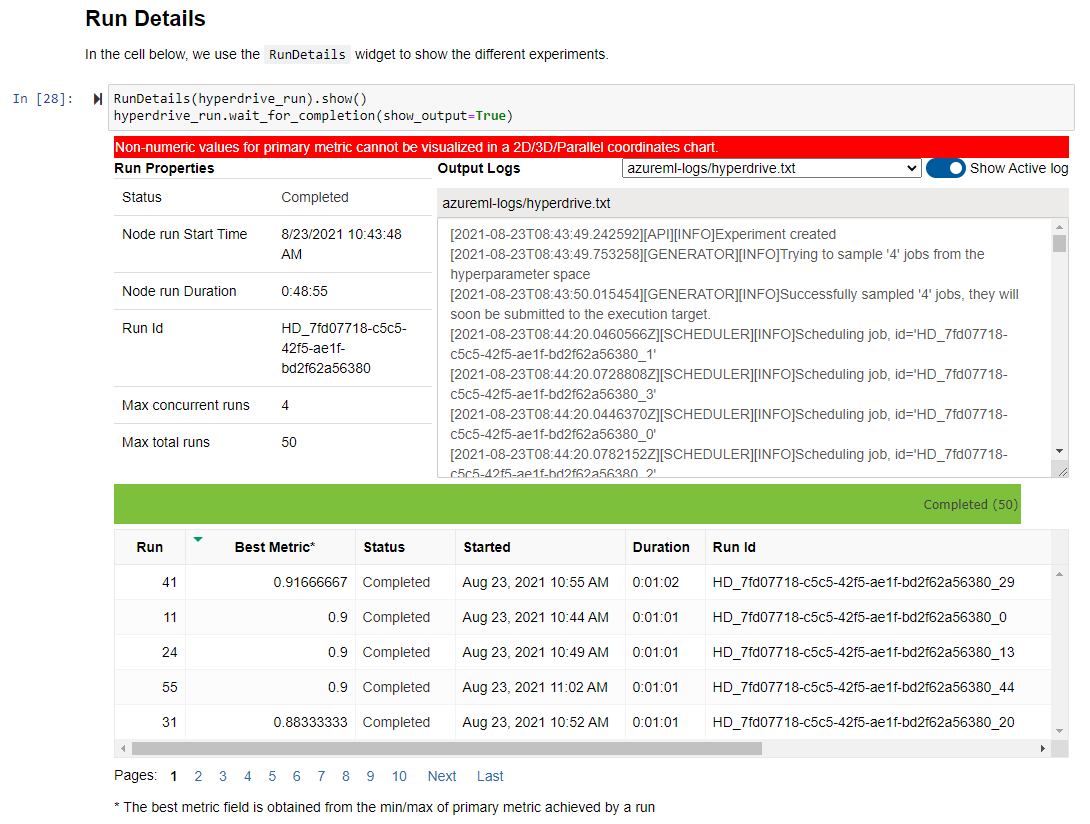 Run Details
In the cell below, we use the RunDetails widget to show the different experiments.
In [28]:
RunDetails(hyperdrive_run).show()
hyperdrive_run.wait_for_completion(show_output=True)
Non-numeric values for primary metric cannot be visualized in a 2D/3D/Parallel coordinates chart.
Run Properties
Status Completed
Node run Start Time 8/23/2021 10:43:48
AM
Node run Duration 0:48:55
Run Id HD_7fd07718-c5c5-
42f5-ae1f-
bd2f62a56380
Max concurrent runs 4
Max total runs 50
Output Logs azureml-logs/hyperdrive.txt Show Active log
azureml-logs/hyperdrive.txt
[2021-08-23T08:43:49.242592][API][INFO]Experiment created
[2021-08-23T08:43:49.753258][GENERATOR][INFO]Trying to sample '4' jobs from the
hyperparameter space
[2021-08-23T08:43:50.015454][GENERATOR][INFO]Successfully sampled '4' jobs, they will
soon be submitted to the execution target.
[2021-08-23T08:44:20.0460566Z][SCHEDULER][INFO]Scheduling job, id='HD_7fd07718-
c5c5-42f5-ae1f-bd2f62a56380_1'
[2021-08-23T08:44:20.0728808Z][SCHEDULER][INFO]Scheduling job, id='HD_7fd07718-
c5c5-42f5-ae1f-bd2f62a56380_3'
[2021-08-23T08:44:20.0446370Z][SCHEDULER][INFO]Scheduling job, id='HD_7fd07718-
c5c5-42f5-ae1f-bd2f62a56380_0'
[2021-08-23T08:44:20.0782152Z][SCHEDULER][INFO]Scheduling job, id='HD_7fd07718-
c5c5-42f5-ae1f-bd2f62a56380_2'
Completed (50)
Run Best Metric* Status Started Duration Run Id
41 0.91666667 Completed Aug 23, 2021 10:55 AM 0:01:02 HD_7fd07718-c5c5-42f5-ae1f-bd2f62a56380_29
11 0.9 Completed Aug 23, 2021 10:44 AM 0:01:01 HD_7fd07718-c5c5-42f5-ae1f-bd2f62a56380_0
24 0.9 Completed Aug 23, 2021 10:49 AM 0:01:01 HD_7fd07718-c5c5-42f5-ae1f-bd2f62a56380_13
55 0.9 Completed Aug 23, 2021 11:02 AM 0:01:01 HD_7fd07718-c5c5-42f5-ae1f-bd2f62a56380_44
31 0.88333333 Completed Aug 23, 2021 10:52 AM 0:01:01 HD_7fd07718-c5c5-42f5-ae1f-bd2f62a56380_20
Pages: 1 2 3 4 5 6 7 8 9 10 Next Last
* The best metric field is obtained from the min/max of primary metric achieved by a run